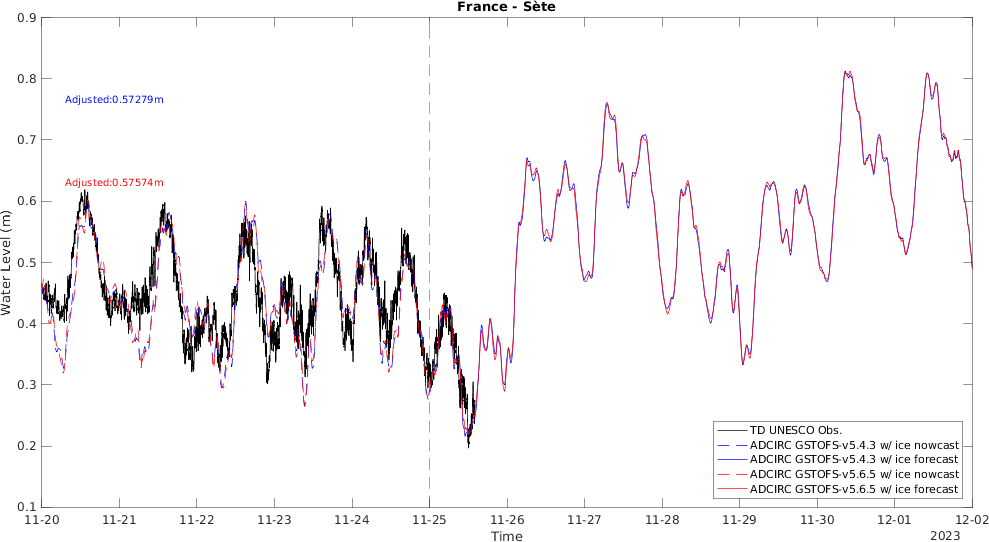 France - Sète
0.9
0.8
0.7
0.6
0.5
0.4
0.3
0.2
0.1
Water Level (m)
Adjusted:0.57279m
Adjusted:0.57574m
TD UNESCO Obs.
ADCIRC GSTOFS-v5.4.3 w/ ice nowcast
ADCIRC GSTOFS-v5.4.3 w/ ice forecast
ADCIRC GSTOFS-v5.6.5 w/ ice nowcast
ADCIRC GSTOFS-v5.6.5 w/ ice forecast
11-20 11-21 11-22 11-23 11-24 11-25 11-26 11-27 11-28 11-29 11-30 12-01 12-02
Time
2023